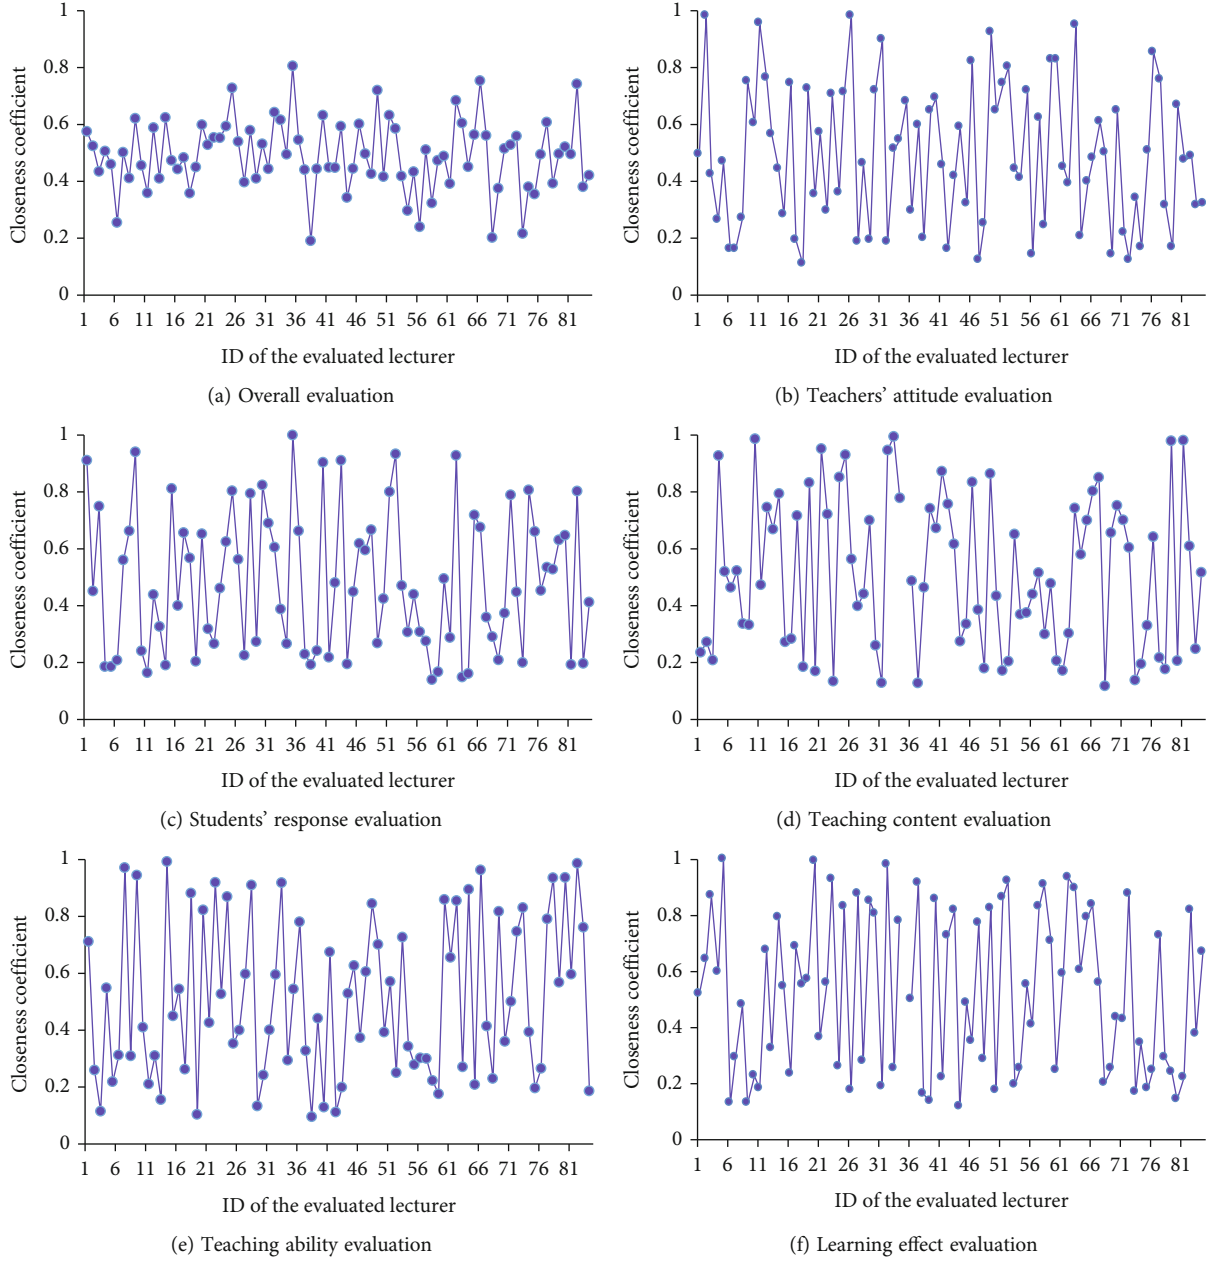 1
0.8
0.6
0.4
0.2
0
Closeness coefficient
1 6 11 16 21 26 31 36 41 46 51 56 61 66 71 76 81
ID of the evaluated lecturer
(a) Overall evaluation
1
0.8
0.6
0.4
0.2
0
Closeness coefficient
1 6 11 16 21 26 31 36 41 46 51 56 61 66 71 76 81
ID of the evaluated lecturer
(b) Teachers’ attitude evaluation
1
0.8
0.6
0.4
0.2
0
Closeness coefficient
1 6 11 16 21 26 31 36 41 46 51 56 61 66 71 76 81
ID of the evaluated lecturer
(c) Students’ response evaluation
1
0.8
0.6
0.4
0.2
0
Closeness coefficient
1 6 11 16 21 26 31 36 41 46 51 56 61 66 71 76 81
ID of the evaluated lecturer
(d) Teaching content evaluation
1
0.8
0.6
0.4
0.2
0
Closeness coefficient
1 6 11 16 21 26 31 36 41 46 51 56 61 66 71 76 81
ID of the evaluated lecturer
(e) Teaching ability evaluation
1
0.8
0.6
0.4
0.2
0
Closeness coefficient
1 6 11 16 21 26 31 36 41 46 51 56 61 66 71 76 81
ID of the evaluated lecturer
(f) Learning effect evaluation